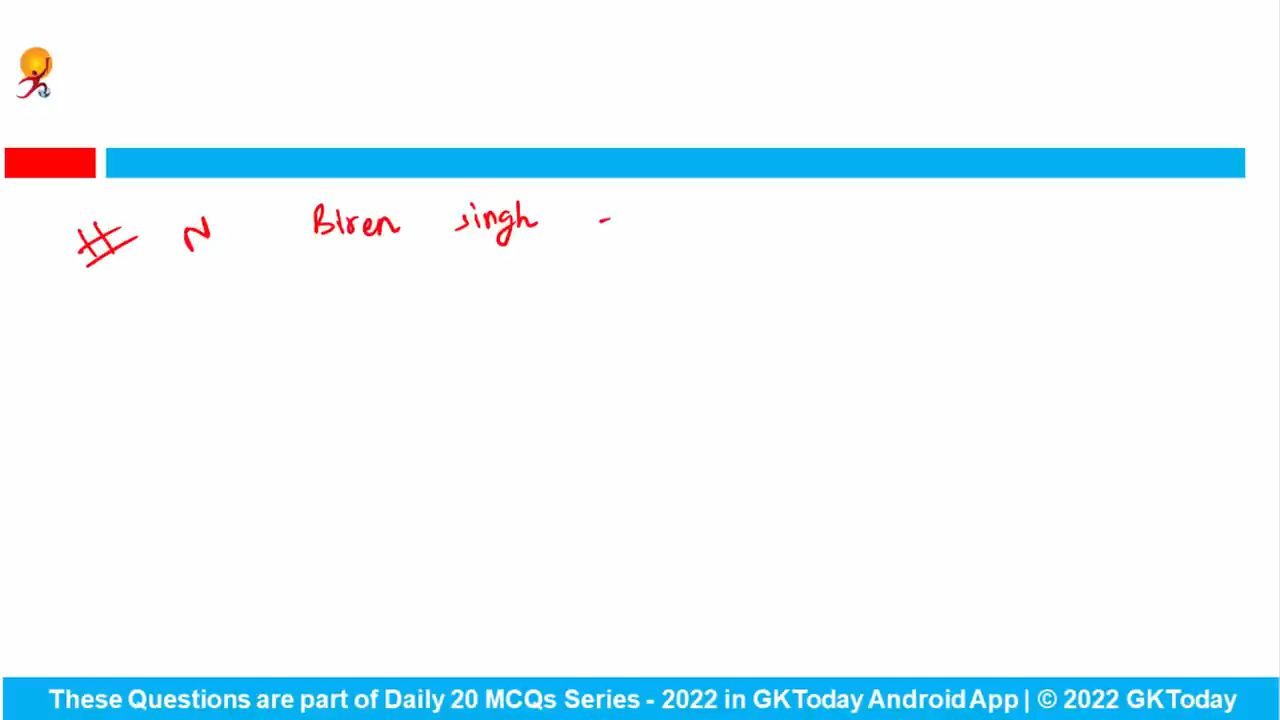 # N Biren singh -
These Questions are part of Daily 20 MCQs Series - 2022 in GKToday Android App | © 2022 GKToday